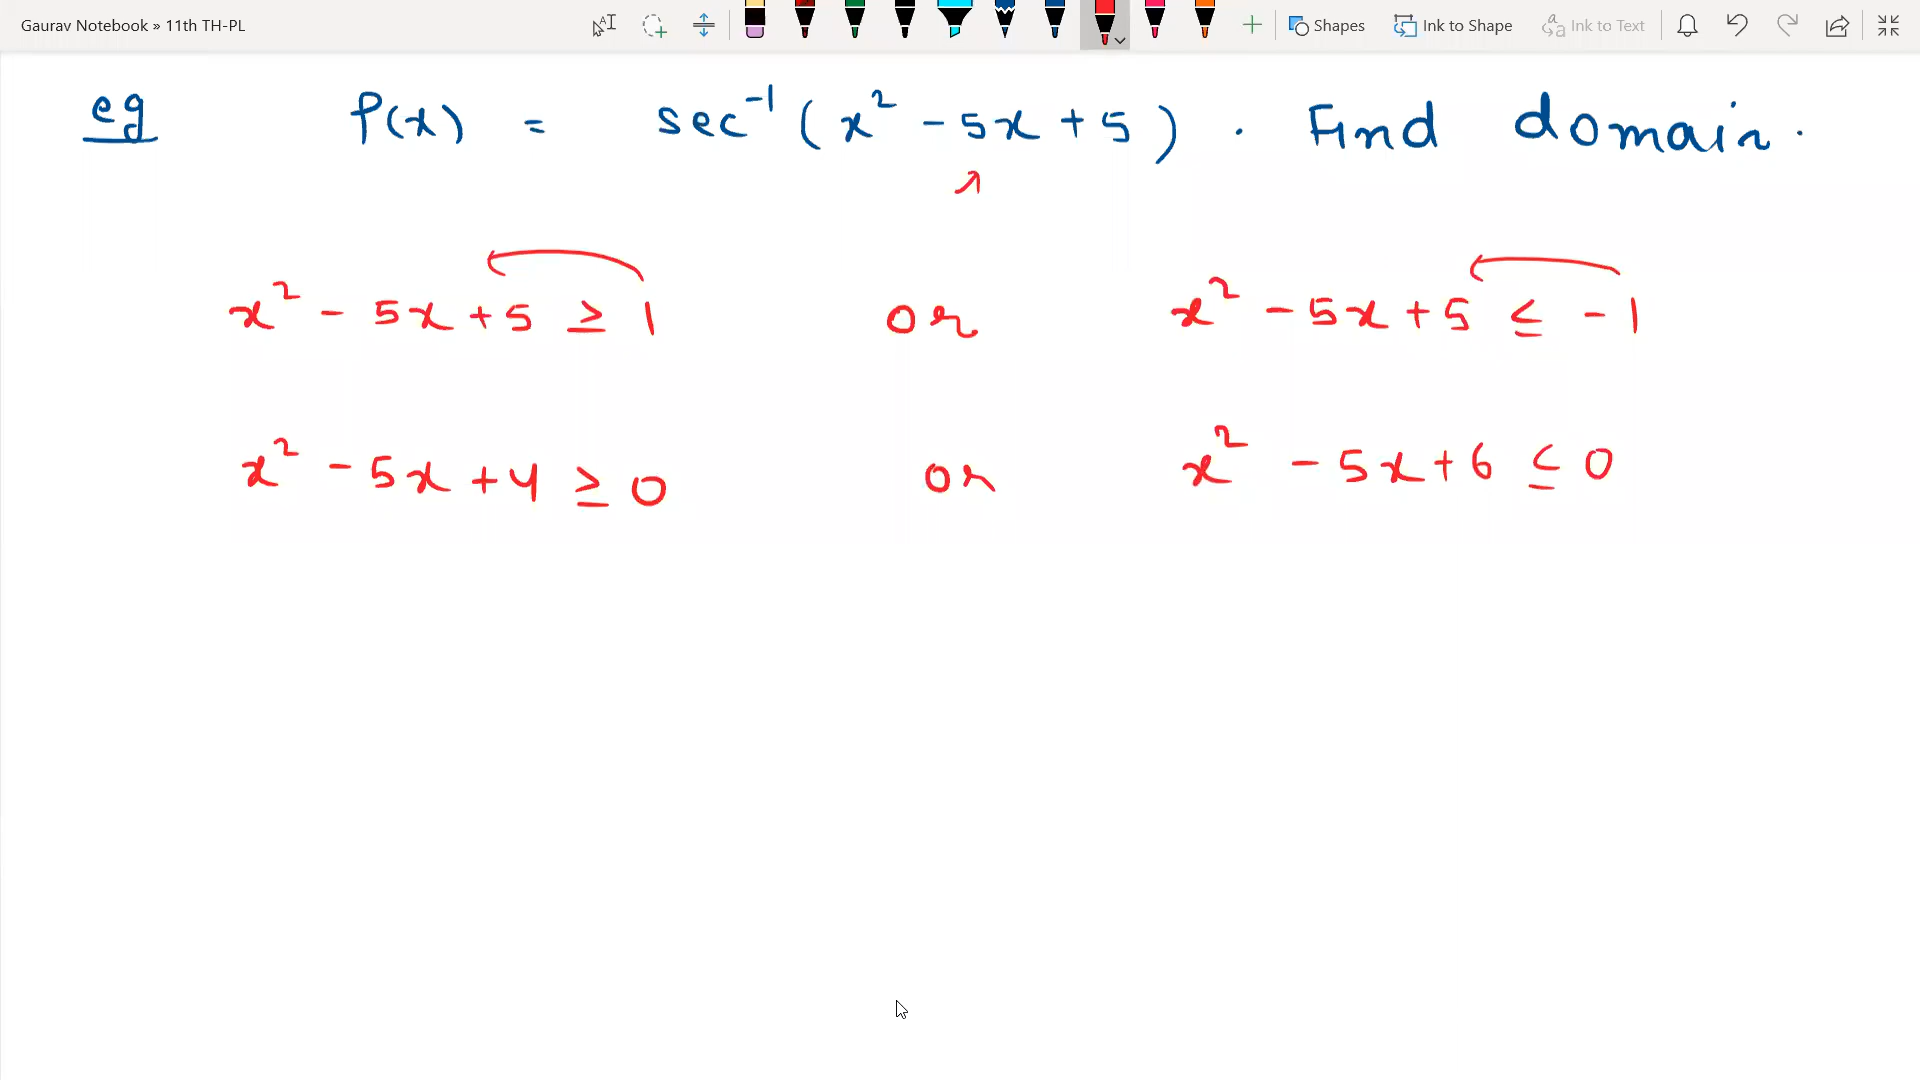 Gaurav Notebook » 11th TH-PL Shapes Ink to Shape Ink to Text
eg f(x) = sec⁻¹(x² - 5x + 5). Find domain.
x² - 5x + 5 ≥ 1 or x² - 5x + 5 ≤ -1
x² - 5x + 4 ≥ 0 or x² - 5x + 6 ≤ 0